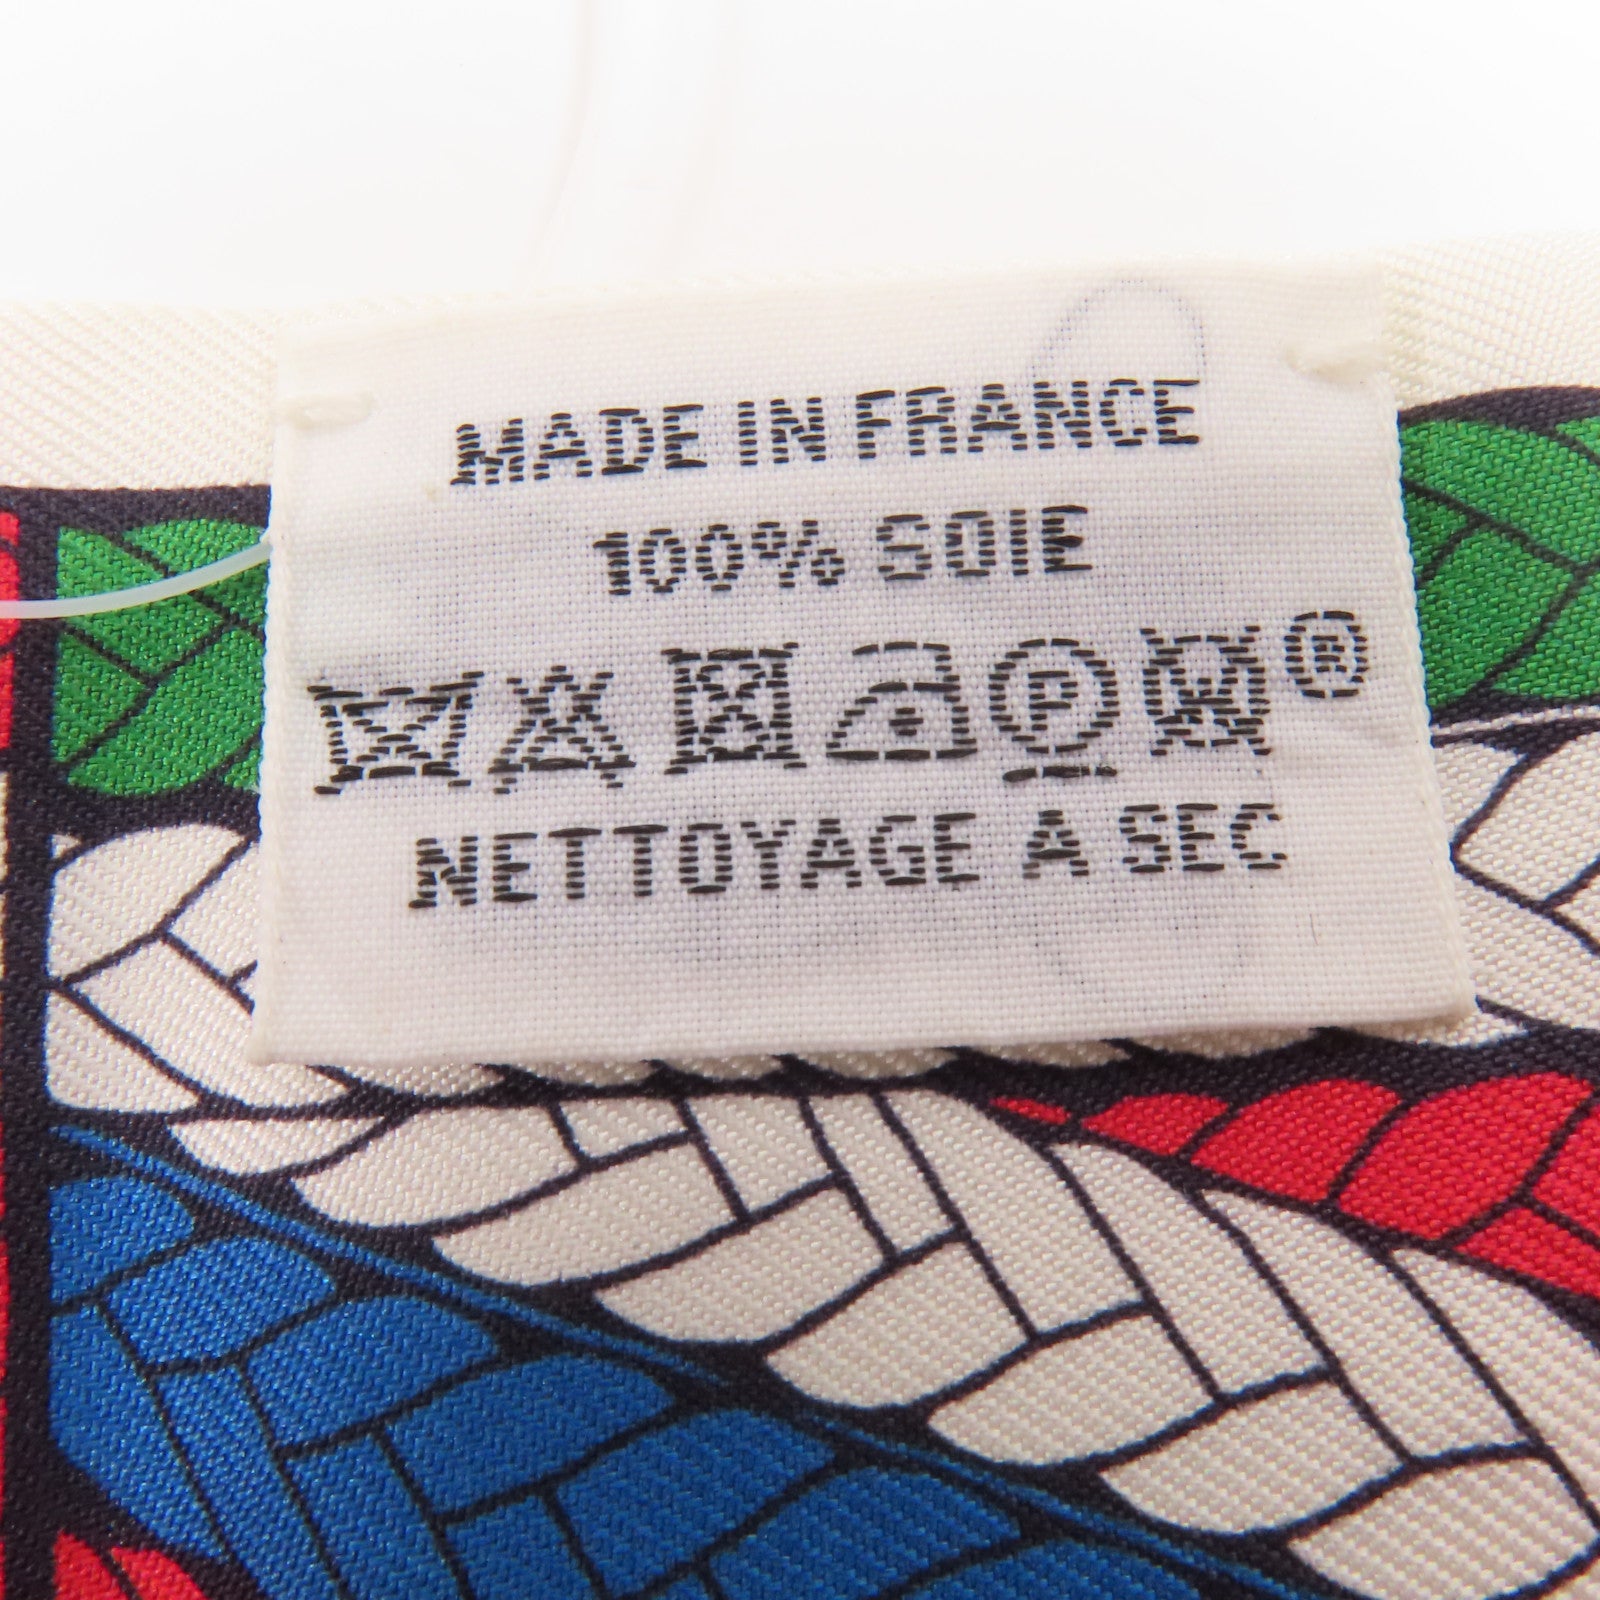 MADE IN FRANCE
100% SOIE
P W ®
NETTOYAGE A SEC